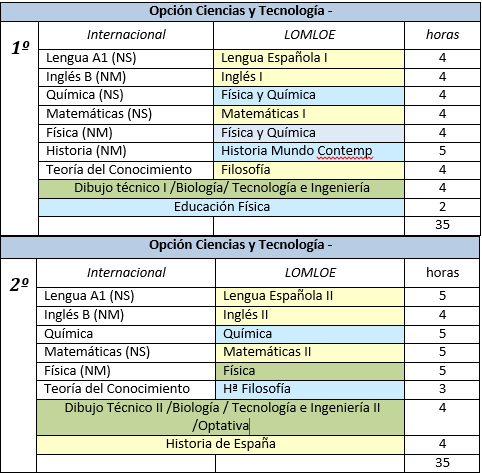 Opción Ciencias y Tecnología -
1º Internacional LOMLOE horas
Lengua A1 (NS) Lengua Española I 4
Inglés B (NM) Inglés I 4
Química (NS) Física y Química 4
Matemáticas (NS) Matemáticas I 4
Física (NM) Física y Química 4
Historia (NM) Historia Mundo Contemp 5
Teoría del Conocimiento Filosofía 4
Dibujo técnico I /Biología/ Tecnología e Ingeniería 4
Educación Física 2
35
Opción Ciencias y Tecnología -
2º Internacional LOMLOE horas
Lengua A1 (NS) Lengua Española II 5
Inglés B (NM) Inglés II 4
Química Química 5
Matemáticas (NS) Matemáticas II 5
Física (NM) Física 5
Teoría del Conocimiento Hª Filosofía 3
Dibujo Técnico II /Biología / Tecnología e Ingeniería II 4
/Optativa
Historia de España 4
35